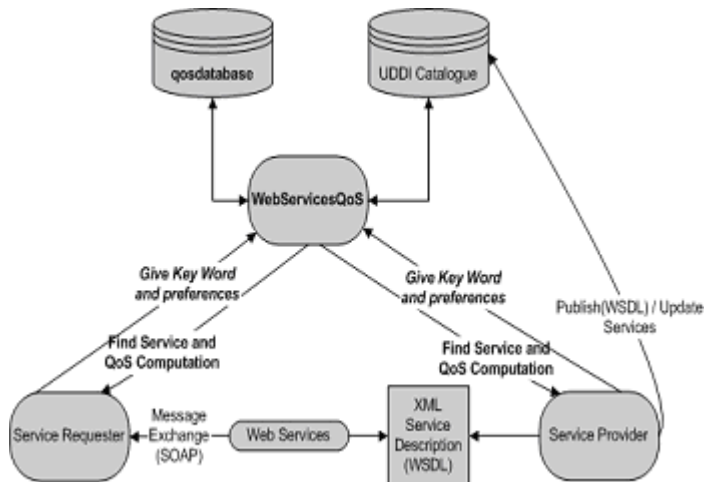 qosdatabase
UDDI Catalogue
WebServicesQoS
Give Key Word
and preferences
Give Key Word
and preferences
Publish(WSDL) / Update
Services
Find Service and
QoS Computation
Find Service and
QoS Computation
Service Requester
Message
Exchange
(SOAP)
Web Services
XML
Service
Description
(WSDL)
Service Provider